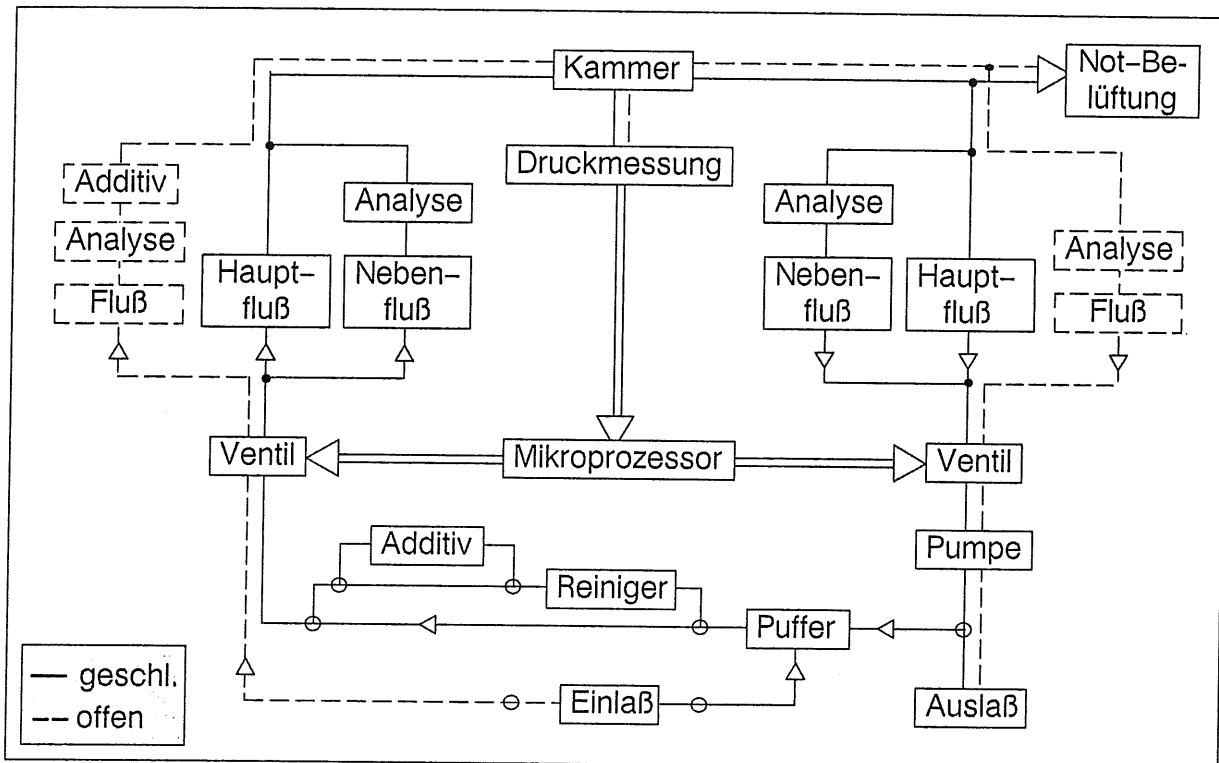 Kammer
Not–Be-
lüftung
Druckmessung
Additiv
Analyse
Fluß
Haupt–
fluß
Analyse
Neben–
fluß
Analyse
Neben–
fluß
Haupt–
fluß
Analyse
Fluß
Ventil
Mikroprozessor
Ventil
Additiv
Reiniger
Pumpe
Puffer
Einlaß
Auslaß
geschl.
offen